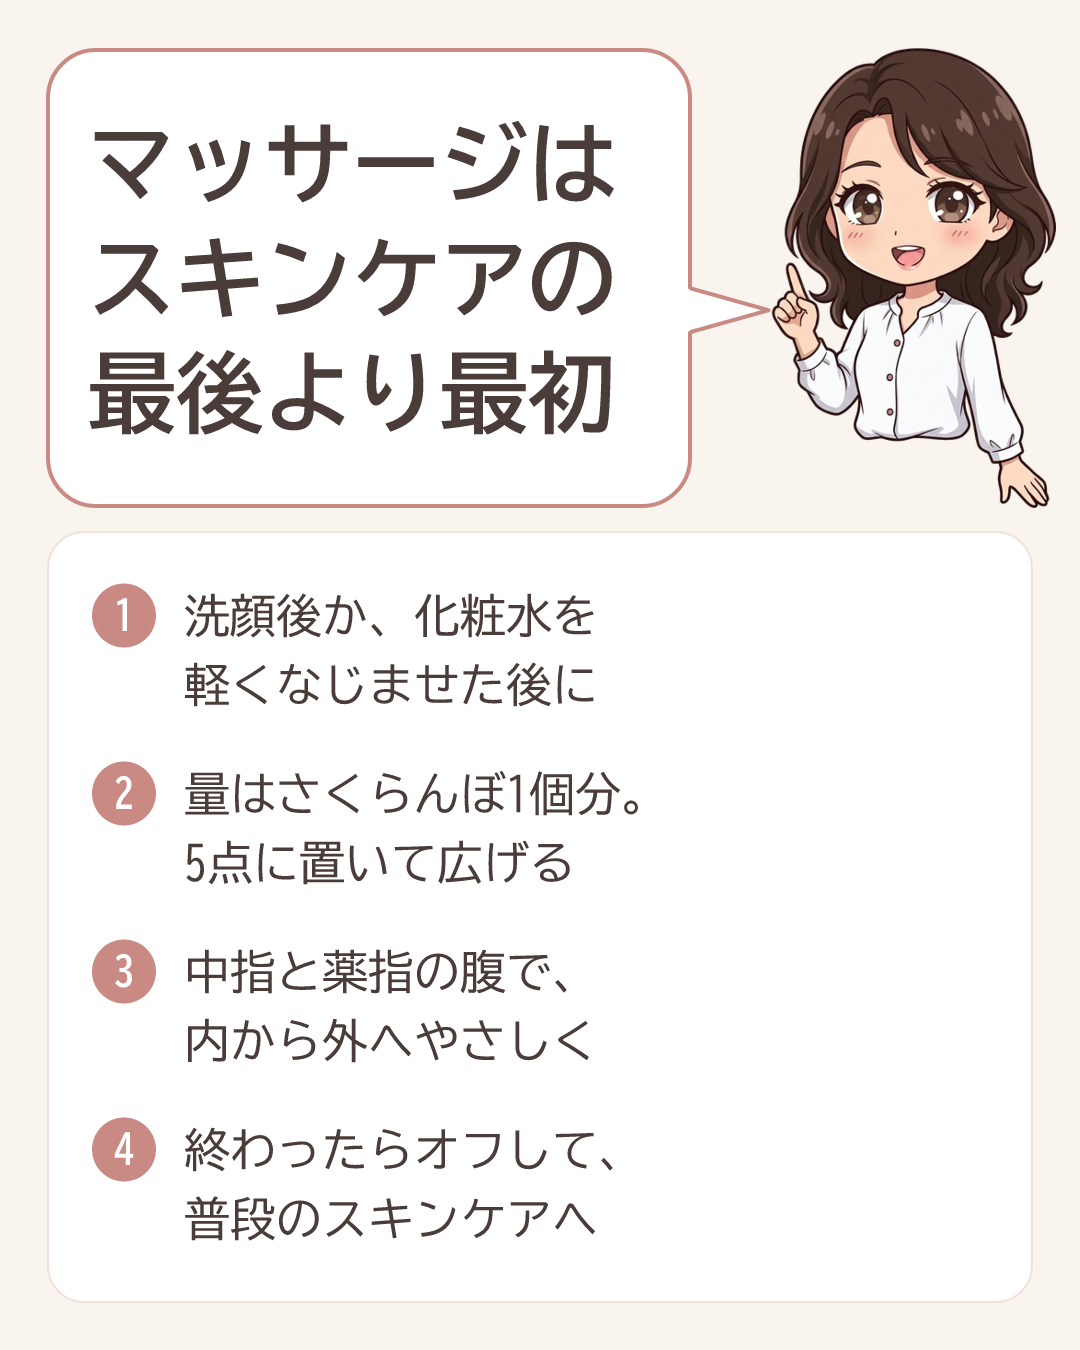 マッサージは
スキンケアの
最後より最初
1 洗顔後か、化粧水を
軽くなじませた後に
2 量はさくらんぼ1個分。
5点に置いて広げる
3 中指と薬指の腹で、
内から外へやさしく
4 終わったらオフして、
普段のスキンケアへ